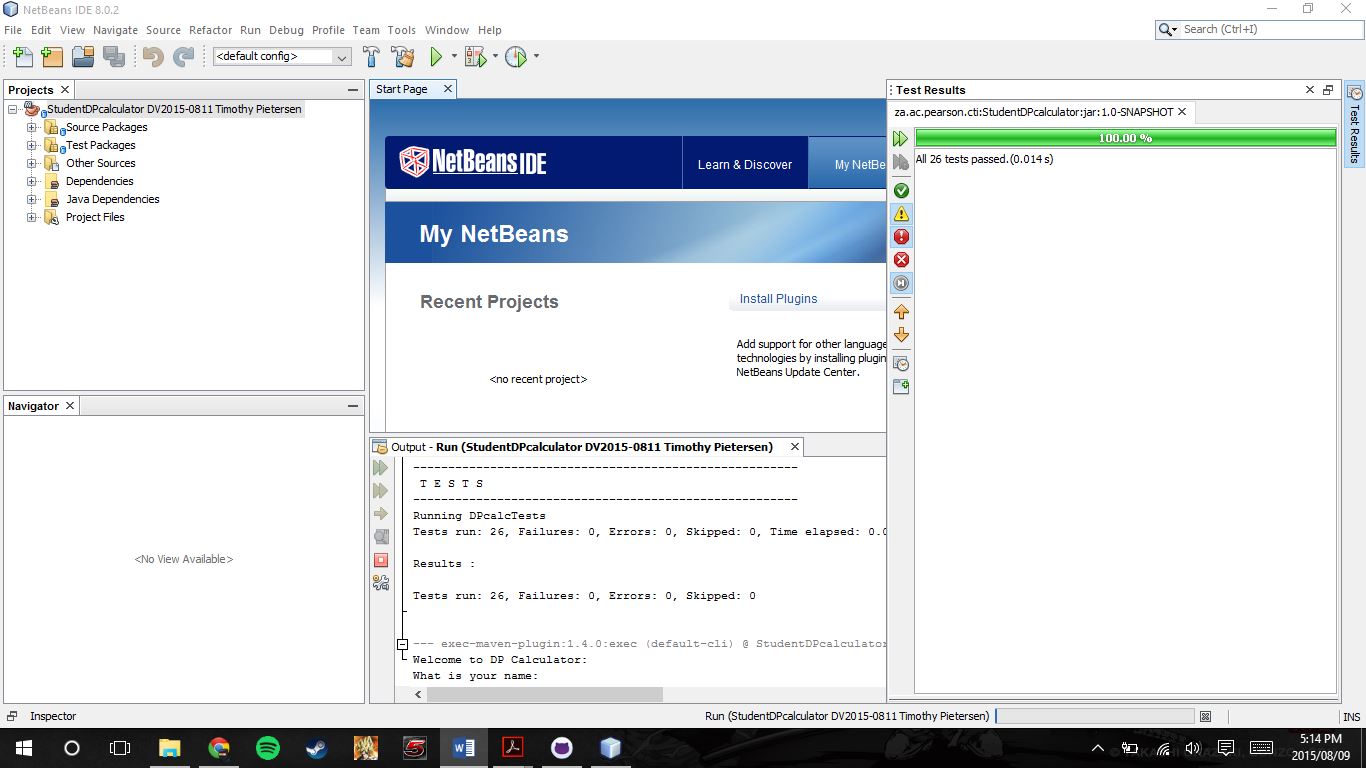 NetBeans IDE 8.0.2
File Edit View Navigate Source Refactor Run Debug Profile Team Tools Window Help
Search (Ctrl+I)
<default config>
Projects
StudentDPcalculator DV2015-0811 Timothy Pietersen
Source Packages
Test Packages
Other Sources
Dependencies
Java Dependencies
Project Files
Navigator
<No View Available>
Start Page
NetBeans IDE
Learn & Discover
My NetBe
My NetBeans
Recent Projects
<no recent project>
Install Plugins
Add support for other language
technologies by installing plugin
NetBeans Update Center.
Output - Run (StudentDPcalculator DV2015-0811 Timothy Pietersen)
------------------------------------------------------
T E S T S
------------------------------------------------------
Running DPcalcTests
Tests run: 26, Failures: 0, Errors: 0, Skipped: 0, Time elapsed: 0.0
Results :
Tests run: 26, Failures: 0, Errors: 0, Skipped: 0
--- exec-maven-plugin:1.4.0:exec (default-cli) @ StudentDPcalculator
Welcome to DP Calculator:
What is your name:
Test Results
za.ac.pearson.cti:StudentDPcalculator:jar:1.0-SNAPSHOT
100.00 %
All 26 tests passed.(0.014 s)
Test Results
Inspector
Run (StudentDPcalculator DV2015-0811 Timothy Pietersen)
INS
5:14 PM
2015/08/09